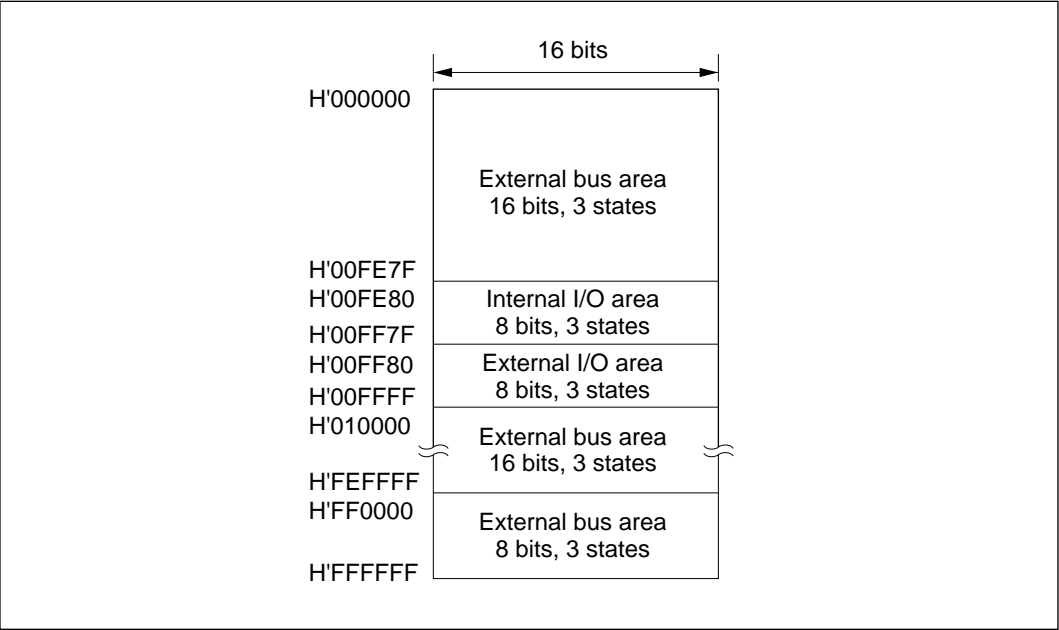 16 bits
H'000000
External bus area
16 bits, 3 states
H'00FE7F
H'00FE80
Internal I/O area
8 bits, 3 states
H'00FF7F
H'00FF80
External I/O area
8 bits, 3 states
H'00FFFF
H'010000
External bus area
16 bits, 3 states
H'FEFFFF
H'FF0000
External bus area
8 bits, 3 states
H'FFFFFF